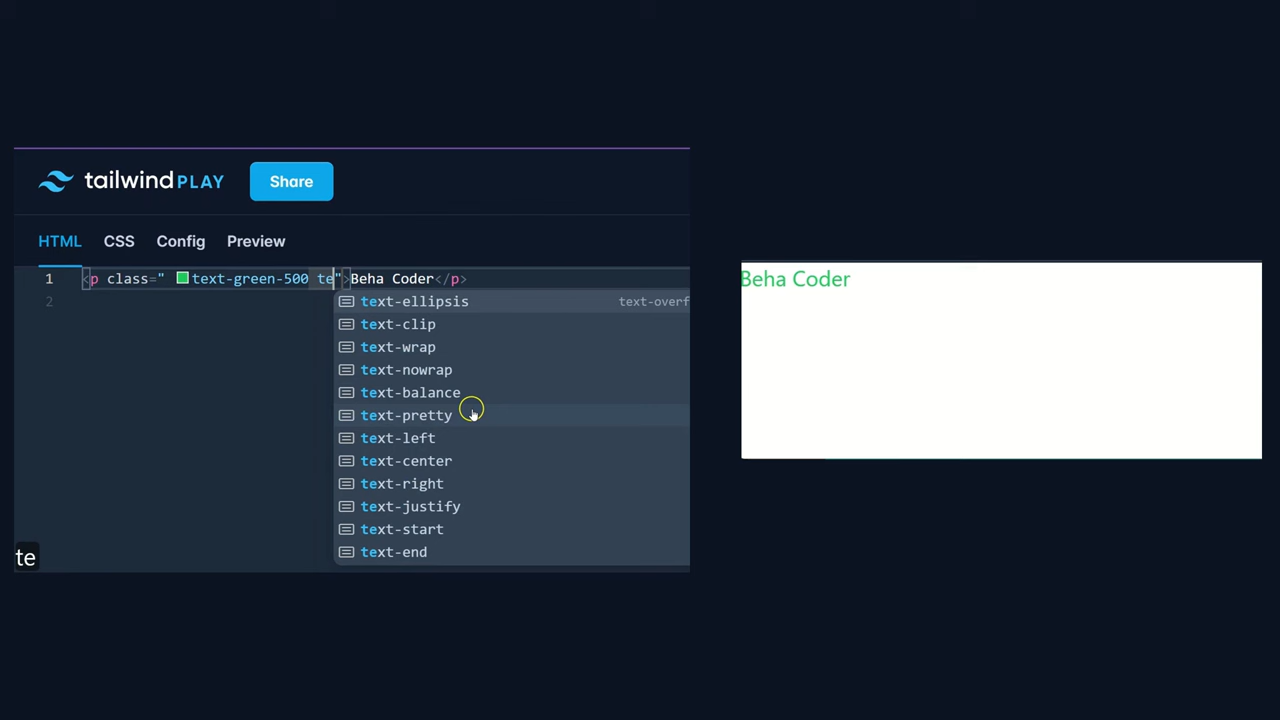 tailwind PLAY Share
HTML CSS Config Preview
1 <p class=" text-green-500 te">Beha Coder</p>
2
text-ellipsis text-overf
text-clip
text-wrap
text-nowrap
text-balance
text-pretty
text-left
text-center
text-right
text-justify
text-start
text-end
te
Beha Coder